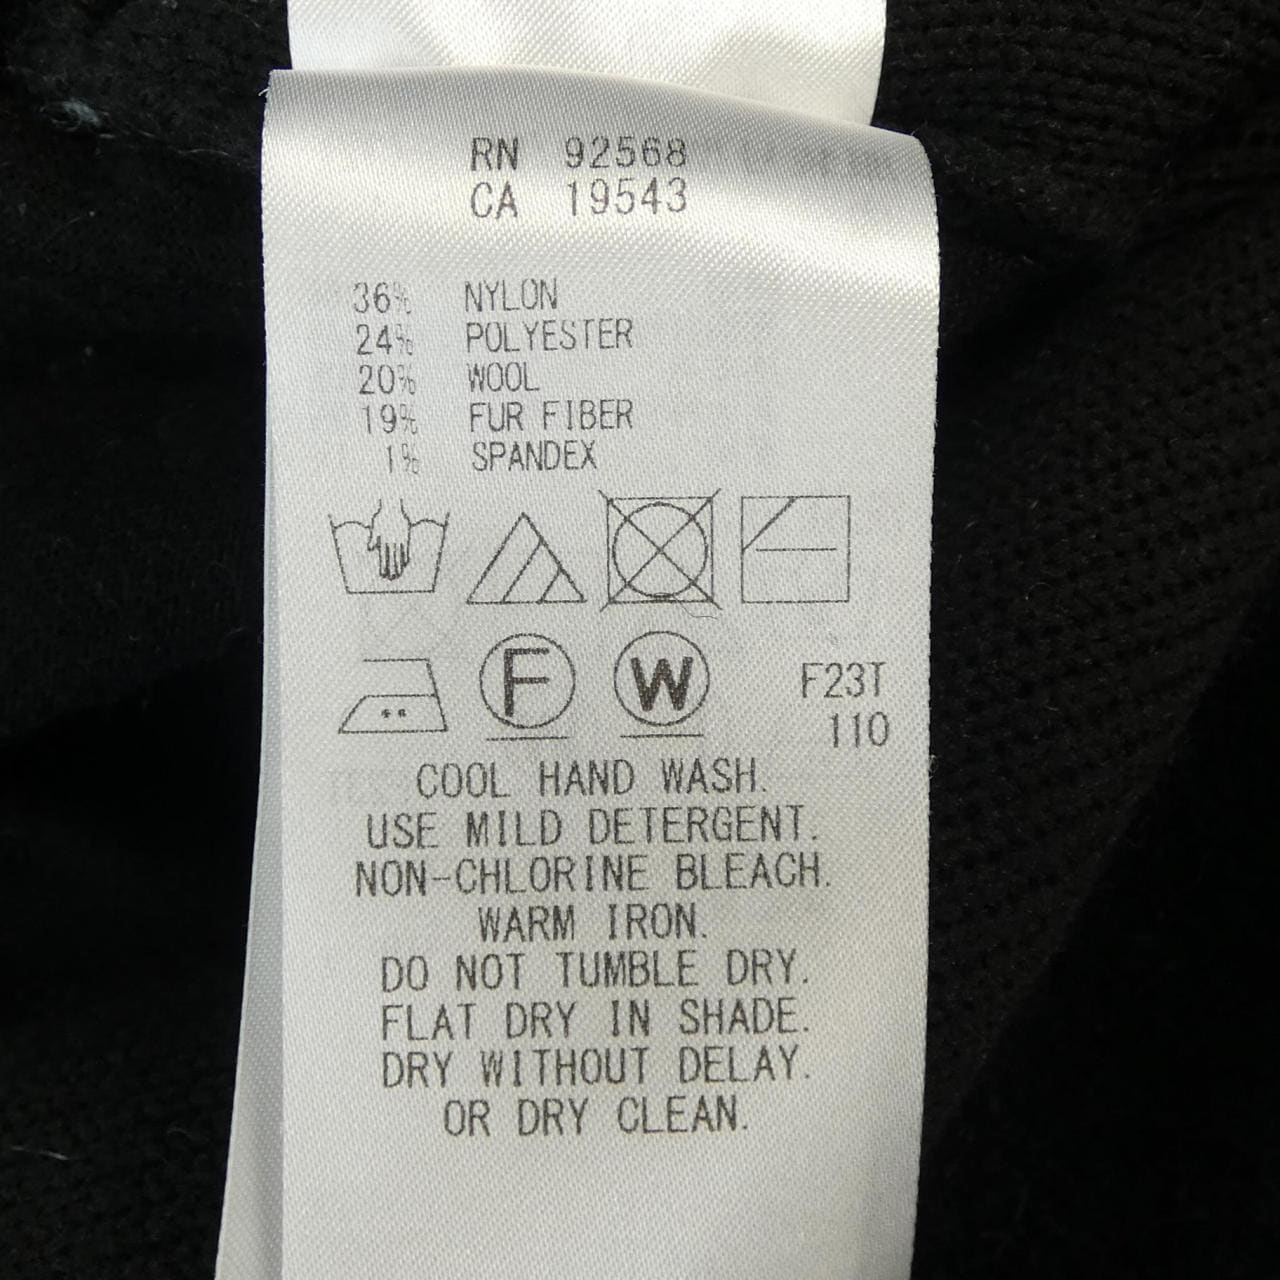 RN 92568
CA 19543
36% NYLON
24% POLYESTER
20% WOOL
19% FUR FIBER
1% SPANDEX
F W F23T
110
COOL HAND WASH.
USE MILD DETERGENT.
NON-CHLORINE BLEACH.
WARM IRON.
DO NOT TUMBLE DRY.
FLAT DRY IN SHADE.
DRY WITHOUT DELAY.
OR DRY CLEAN.